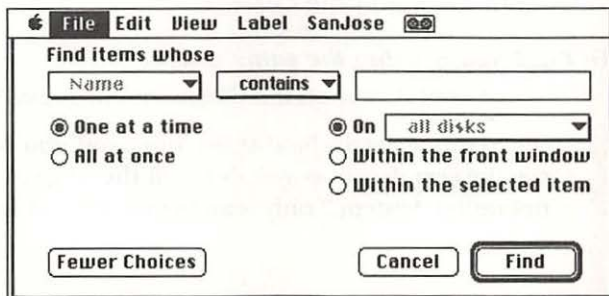 File Edit View Label SanJose
Find items whose
Name contains
One at a time On all disks
All at once Within the front window
Within the selected item
Fewer Choices Cancel Find